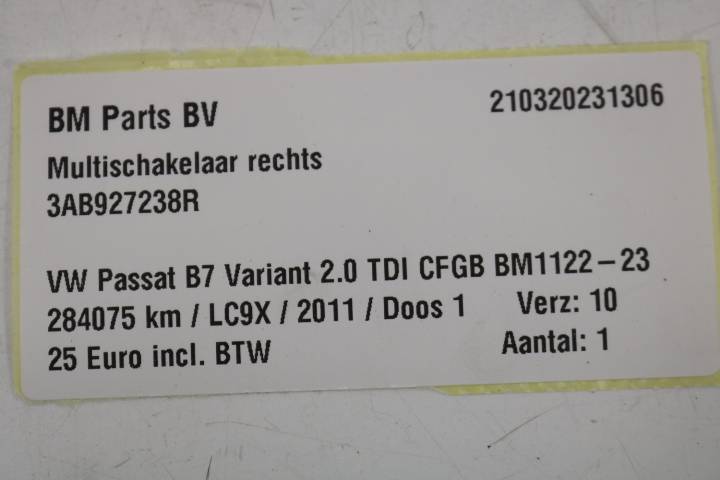 BM Parts BV 210320231306
Multischakelaar rechts
3AB927238R
VW Passat B7 Variant 2.0 TDI CFGB BM1122-23
284075 km / LC9X / 2011 / Doos 1 Verz: 10
25 Euro incl. BTW Aantal: 1